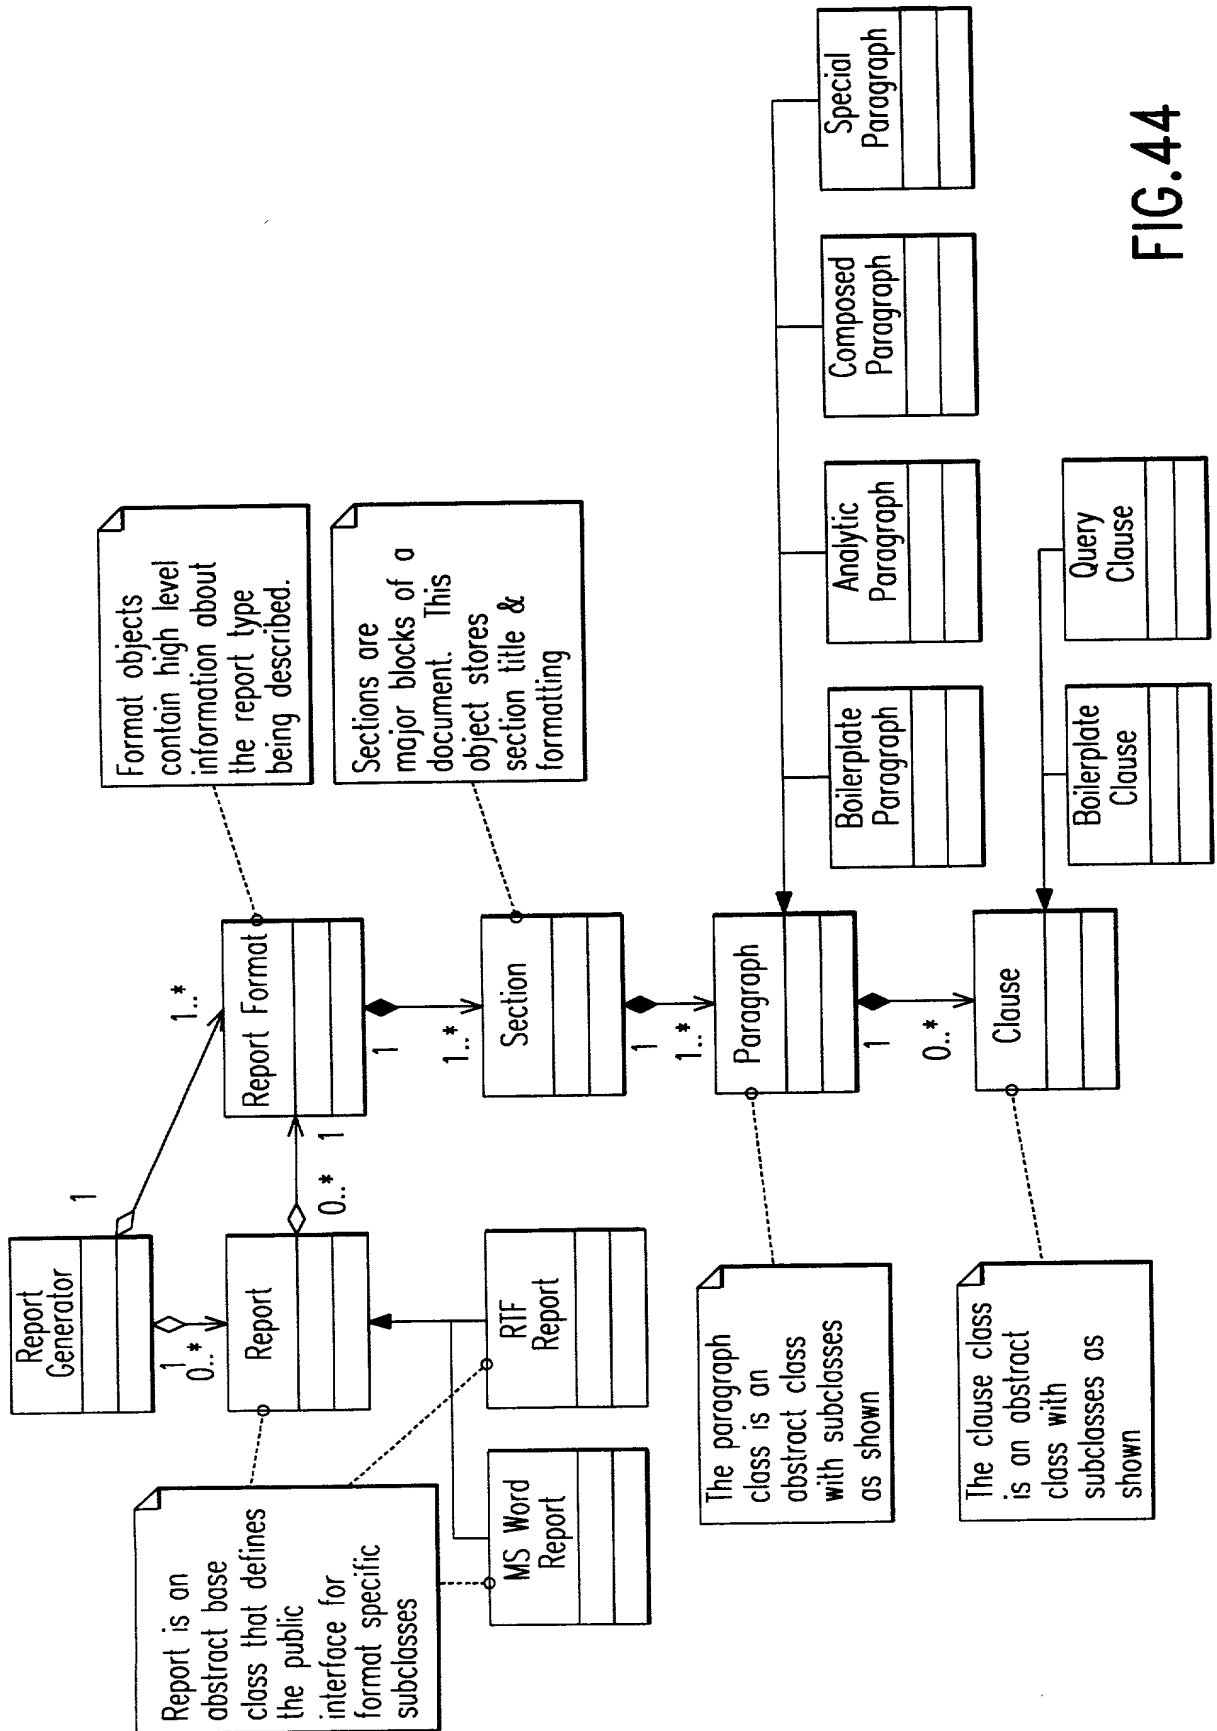 Report
Generator
1
1..*
1
0..*
Report
0..*
1
Report Format
Format objects
contain high level
information about
the report type
being described.
Report is an
abstract base
class that defines
the public
interface for
format specific
subclasses
MS Word
Report
RTF
Report
1
1..*
Section
Sections are
major blocks of a
document. This
object stores
section title &
formatting
1
1..*
Paragraph
The paragraph
class is an
abstract class
with subclasses
as shown
Boilerplate
Paragraph
Analytic
Paragraph
Composed
Paragraph
Special
Paragraph
1
0..*
Clause
The clause class
is an abstract
class with
subclasses as
shown
Boilerplate
Clause
Query
Clause
FIG.44